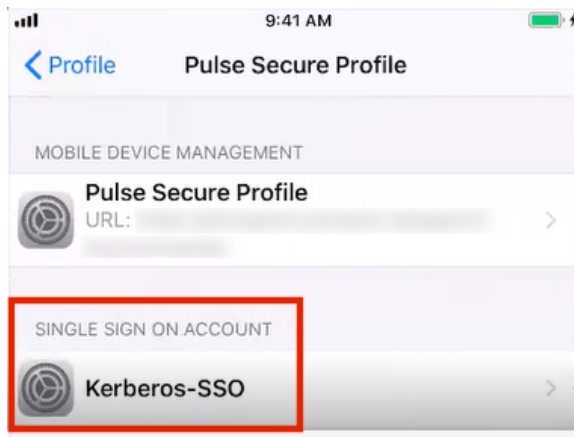 9:41 AM
Profile
Pulse Secure Profile
MOBILE DEVICE MANAGEMENT
Pulse Secure Profile
URL:
SINGLE SIGN ON ACCOUNT
Kerberos-SSO